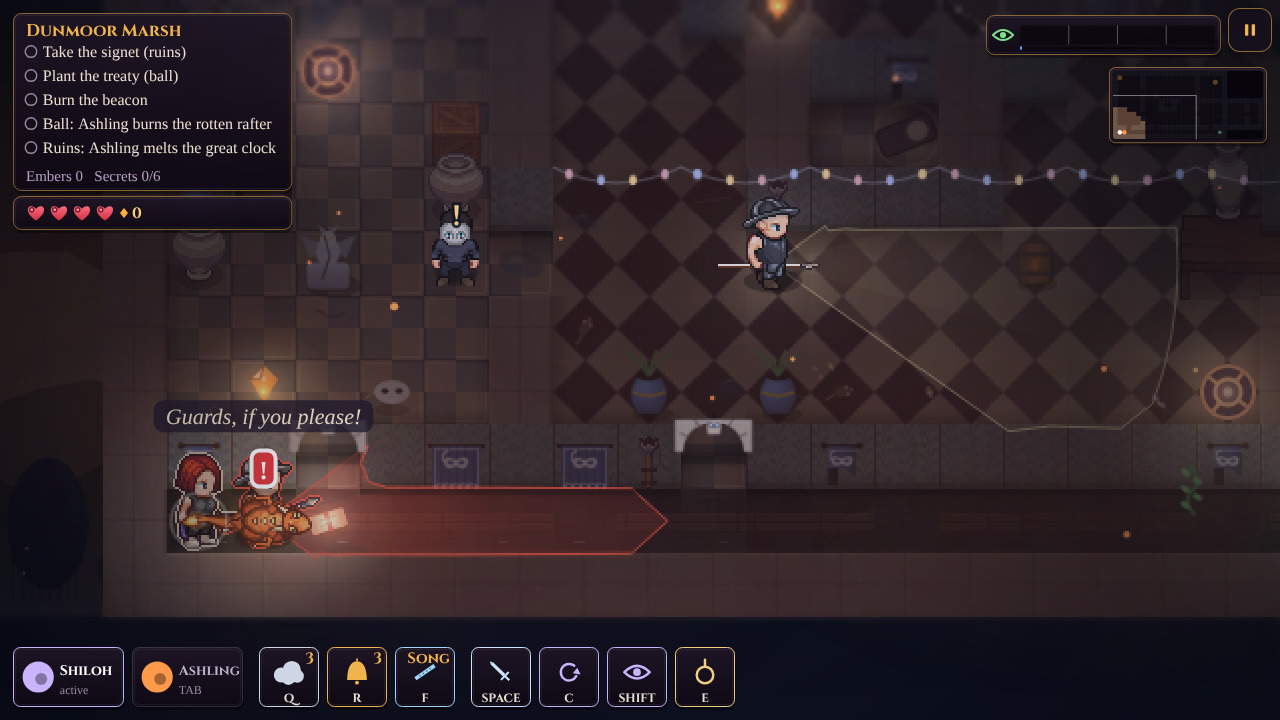 Dunmoor Marsh
Take the signet (ruins)
Plant the treaty (ball)
Burn the beacon
Ball: Ashling burns the rotten rafter
Ruins: Ashling melts the great clock
Embers 0 Secrets 0/6
0
Guards, if you please!
!
Shiloh
active
Ashling
TAB
3
Q
3
R
Song
F
SPACE
C
SHIFT
E